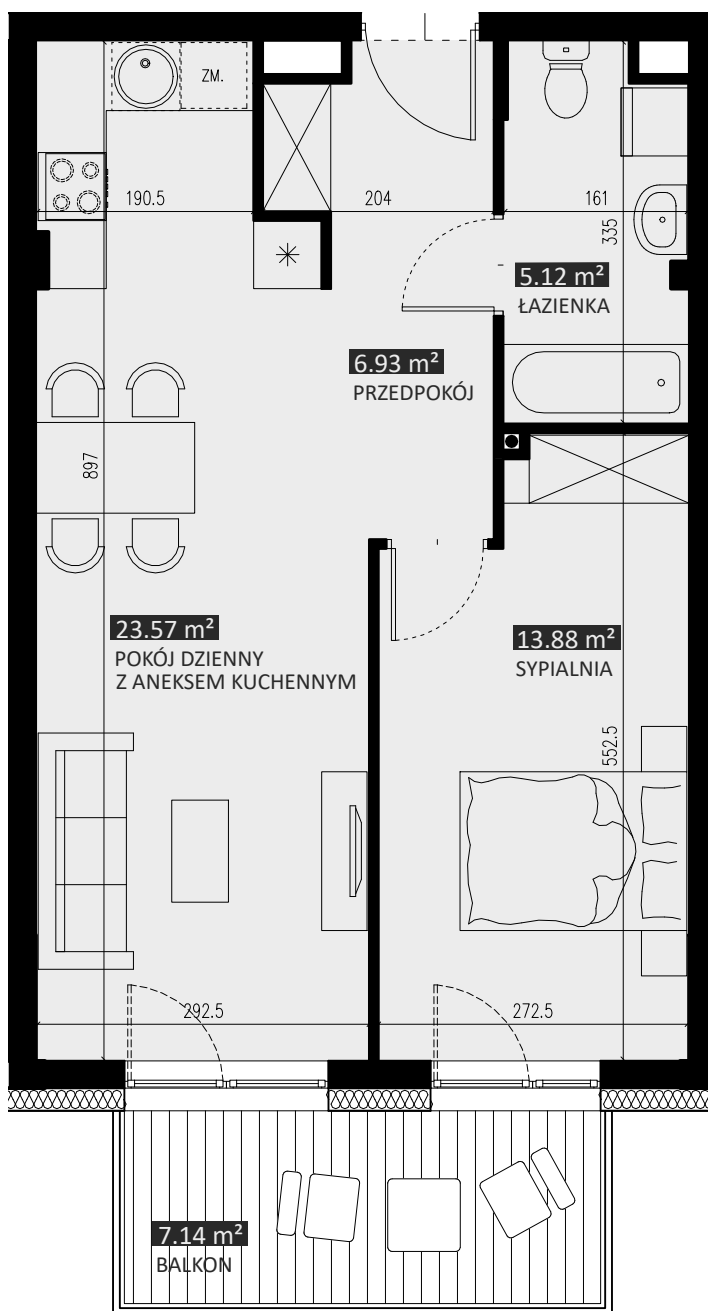 ZM.
190.5
204
161
335
5.12 m²
ŁAZIENKA
6.93 m²
PRZEDPOKÓJ
897
23.57 m²
POKÓJ DZIENNY
Z ANEKSEM KUCHENNYM
13.88 m²
SYPIALNIA
552.5
292.5
272.5
7.14 m²
BALKON